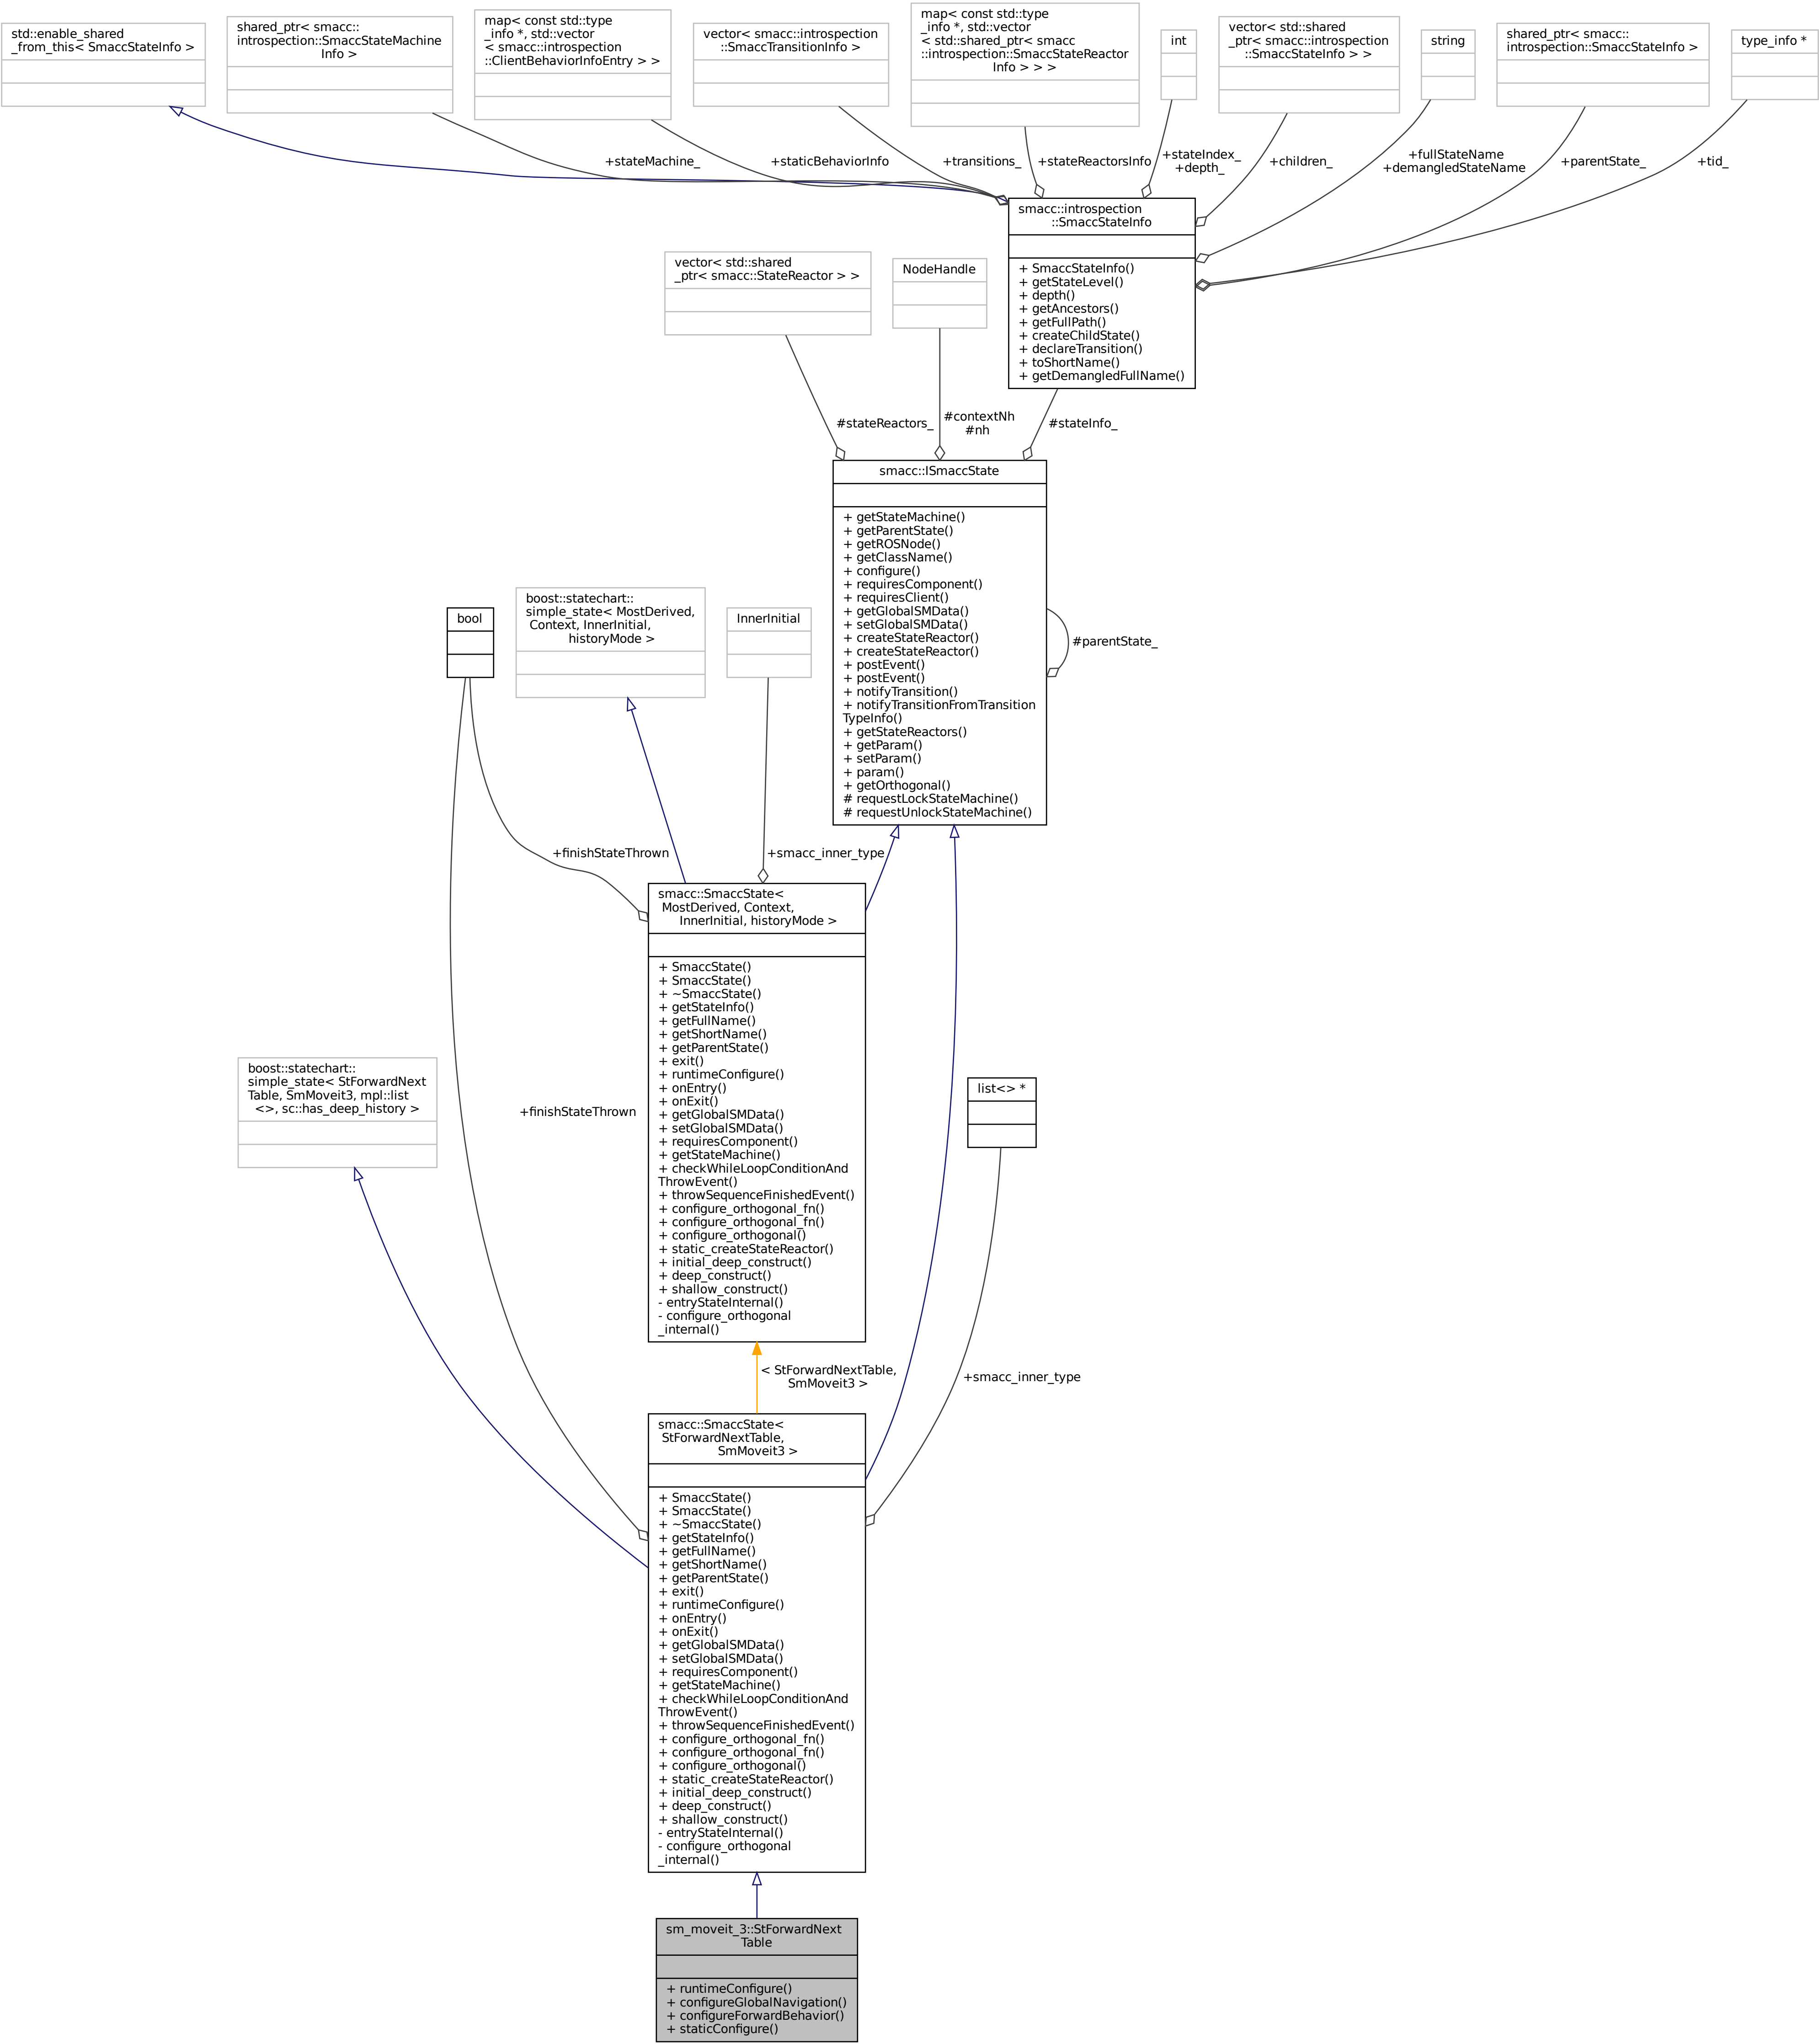 std::enable_shared
_from_this< SmaccStateInfo >
shared_ptr< smacc::
introspection::SmaccStateMachine
Info >
map< const std::type
_info *, std::vector
< smacc::introspection
::ClientBehaviorInfoEntry > >
vector< smacc::introspection
::SmaccTransitionInfo >
map< const std::type
_info *, std::vector
< std::shared_ptr< smacc
::introspection::SmaccStateReactor
Info > > >
int
vector< std::shared
_ptr< smacc::introspection
::SmaccStateInfo > >
string
shared_ptr< smacc::
introspection::SmaccStateInfo >
type_info *
+stateMachine_
+staticBehaviorInfo
+transitions_
+stateReactorsInfo
+stateIndex_
+depth_
+children_
+fullStateName
+demangledStateName
+parentState_
+tid_
smacc::introspection
::SmaccStateInfo
+ SmaccStateInfo()
+ getStateLevel()
+ depth()
+ getAncestors()
+ getFullPath()
+ createChildState()
+ declareTransition()
+ toShortName()
+ getDemangledFullName()
vector< std::shared
_ptr< smacc::StateReactor > >
NodeHandle
#stateReactors_
#contextNh
#nh
#stateInfo_
smacc::ISmaccState
+ getStateMachine()
+ getParentState()
+ getROSNode()
+ getClassName()
+ configure()
+ requiresComponent()
+ requiresClient()
+ getGlobalSMData()
+ setGlobalSMData()
+ createStateReactor()
+ createStateReactor()
+ postEvent()
+ postEvent()
+ notifyTransition()
+ notifyTransitionFromTransition
TypeInfo()
+ getStateReactors()
+ getParam()
+ setParam()
+ param()
+ getOrthogonal()
# requestLockStateMachine()
# requestUnlockStateMachine()
#parentState_
bool
boost::statechart::
simple_state< MostDerived,
Context, InnerInitial,
historyMode >
InnerInitial
+finishStateThrown
+smacc_inner_type
smacc::SmaccState<
MostDerived, Context,
InnerInitial, historyMode >
+ SmaccState()
+ SmaccState()
+ ~SmaccState()
+ getStateInfo()
+ getFullName()
+ getShortName()
+ getParentState()
+ exit()
+ runtimeConfigure()
+ onEntry()
+ onExit()
+ getGlobalSMData()
+ setGlobalSMData()
+ requiresComponent()
+ getStateMachine()
+ checkWhileLoopConditionAnd
ThrowEvent()
+ throwSequenceFinishedEvent()
+ configure_orthogonal_fn()
+ configure_orthogonal_fn()
+ configure_orthogonal()
+ static_createStateReactor()
+ initial_deep_construct()
+ deep_construct()
+ shallow_construct()
- entryStateInternal()
- configure_orthogonal
_internal()
boost::statechart::
simple_state< StForwardNext
Table, SmMoveit3, mpl::list
<>, sc::has_deep_history >
+finishStateThrown
list<> *
< StForwardNextTable,
SmMoveit3 >
+smacc_inner_type
smacc::SmaccState<
StForwardNextTable,
SmMoveit3 >
+ SmaccState()
+ SmaccState()
+ ~SmaccState()
+ getStateInfo()
+ getFullName()
+ getShortName()
+ getParentState()
+ exit()
+ runtimeConfigure()
+ onEntry()
+ onExit()
+ getGlobalSMData()
+ setGlobalSMData()
+ requiresComponent()
+ getStateMachine()
+ checkWhileLoopConditionAnd
ThrowEvent()
+ throwSequenceFinishedEvent()
+ configure_orthogonal_fn()
+ configure_orthogonal_fn()
+ configure_orthogonal()
+ static_createStateReactor()
+ initial_deep_construct()
+ deep_construct()
+ shallow_construct()
- entryStateInternal()
- configure_orthogonal
_internal()
sm_moveit_3::StForwardNext
Table
+ runtimeConfigure()
+ configureGlobalNavigation()
+ configureForwardBehavior()
+ staticConfigure()